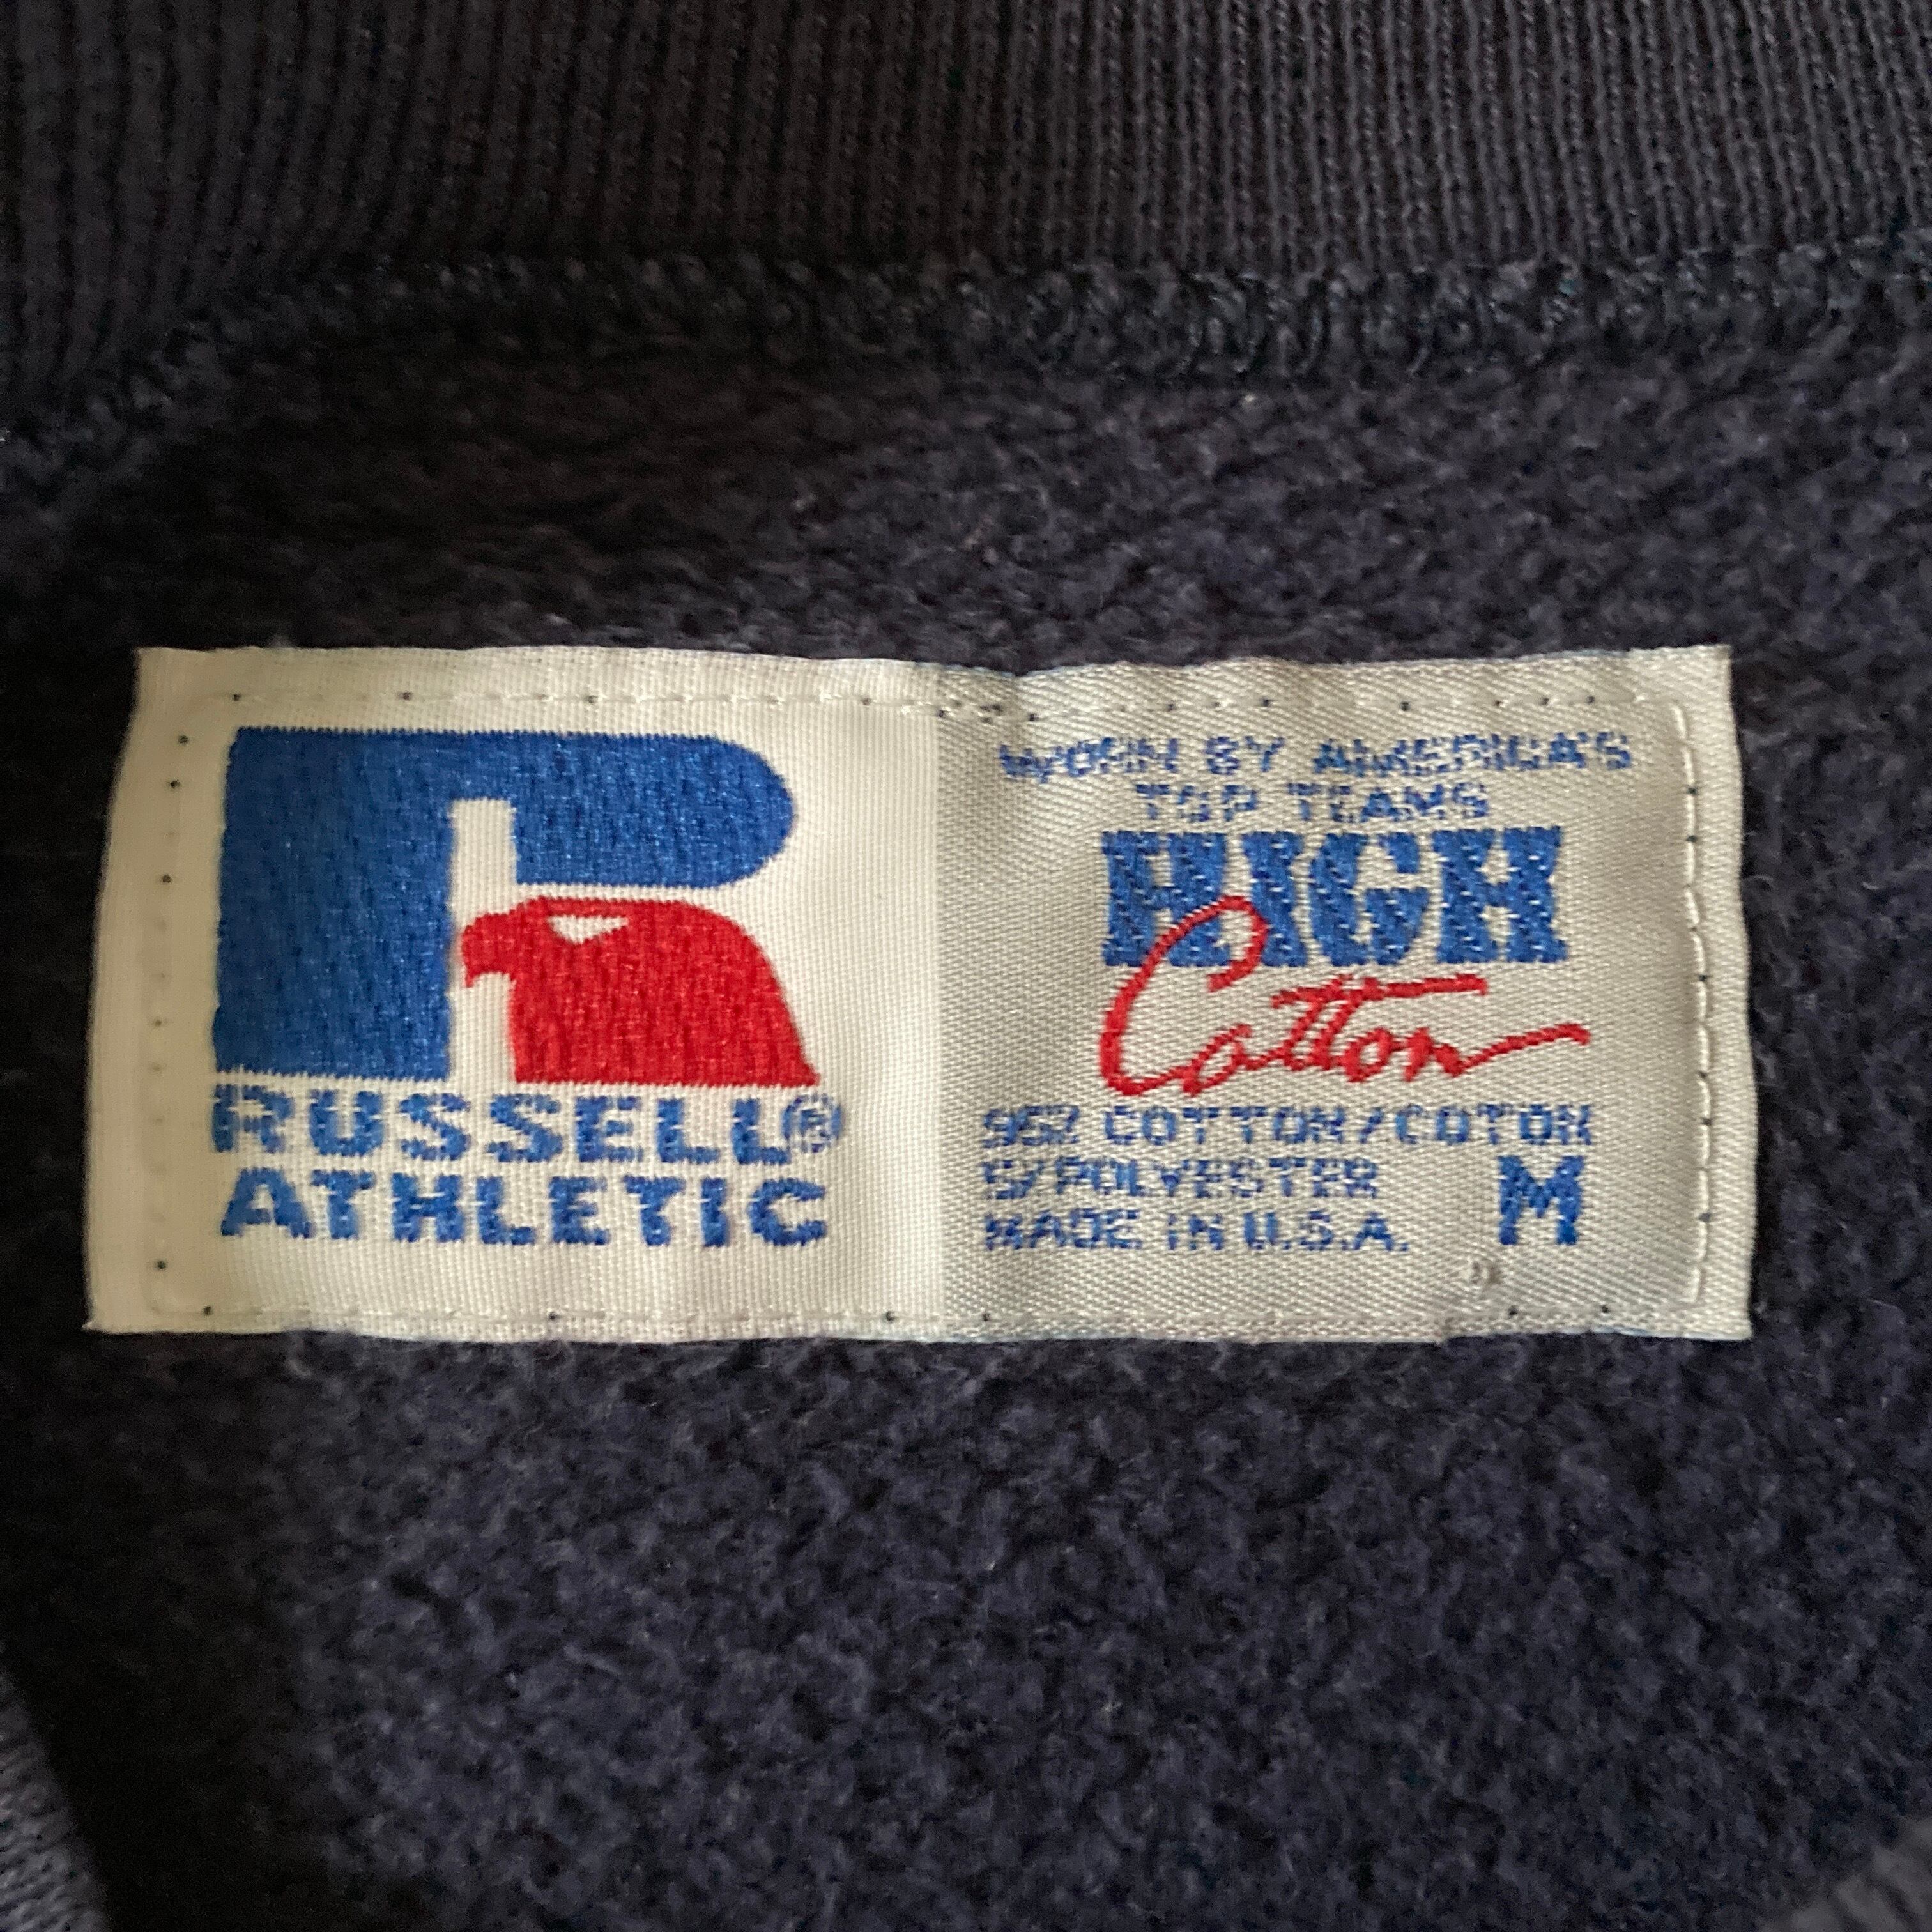 RUSSELL®
ATHLETIC
WORN BY AMERICA'S
TOP TEAMS
HIGH
Cotton
95% COTTON/COTON
5/POLYESTER
MADE IN U.S.A.
M